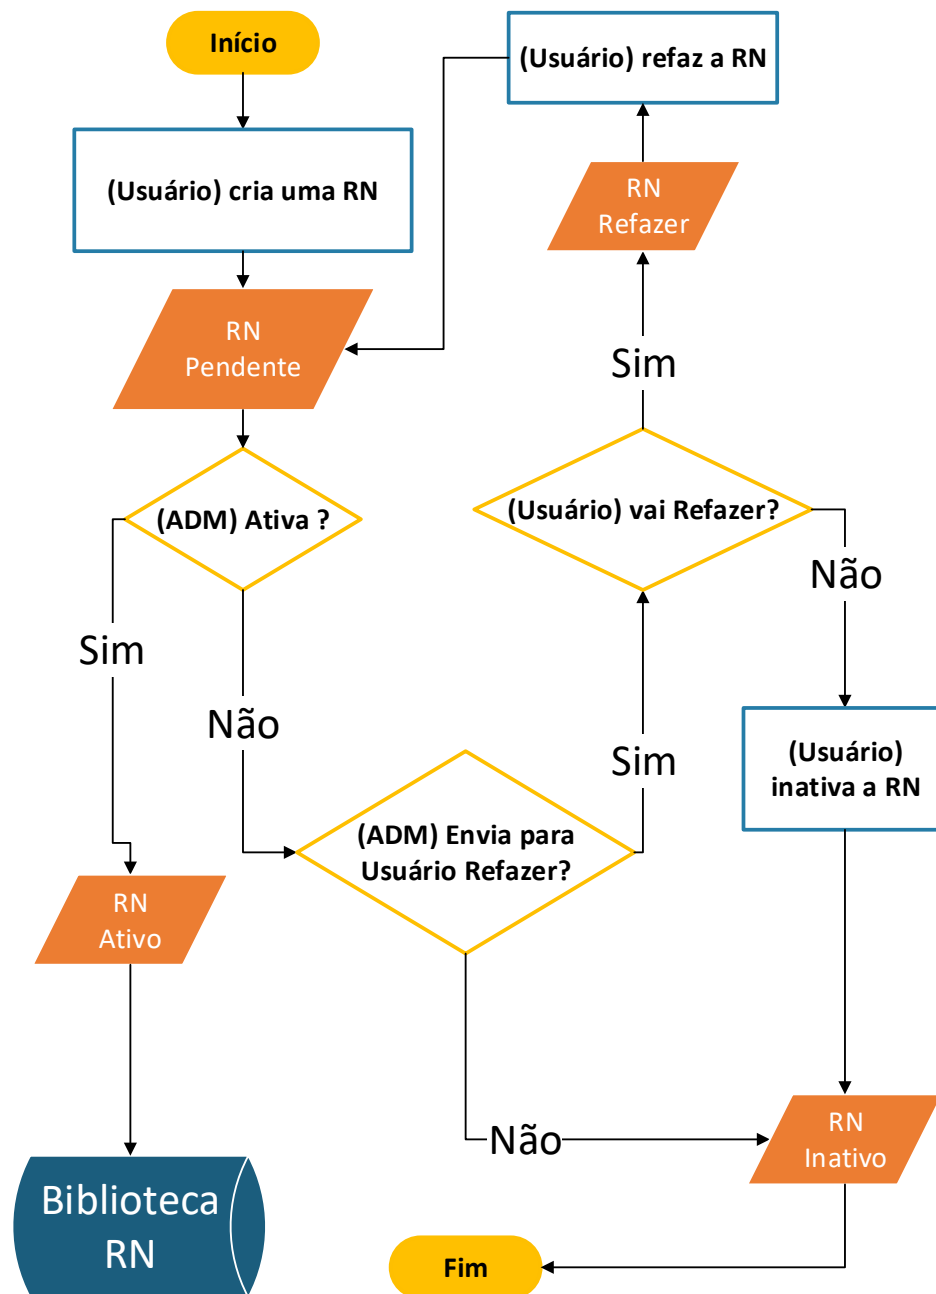 Início
(Usuário) refaz a RN
(Usuário) cria uma RN
RN
Refazer
RN
Pendente
Sim
(ADM) Ativa ?
(Usuário) vai Refazer?
Não
Sim
Não
Sim
(Usuário)
inativa a RN
(ADM) Envia para
Usuário Refazer?
RN
Ativo
Não
RN
Inativo
Biblioteca
RN
Fim